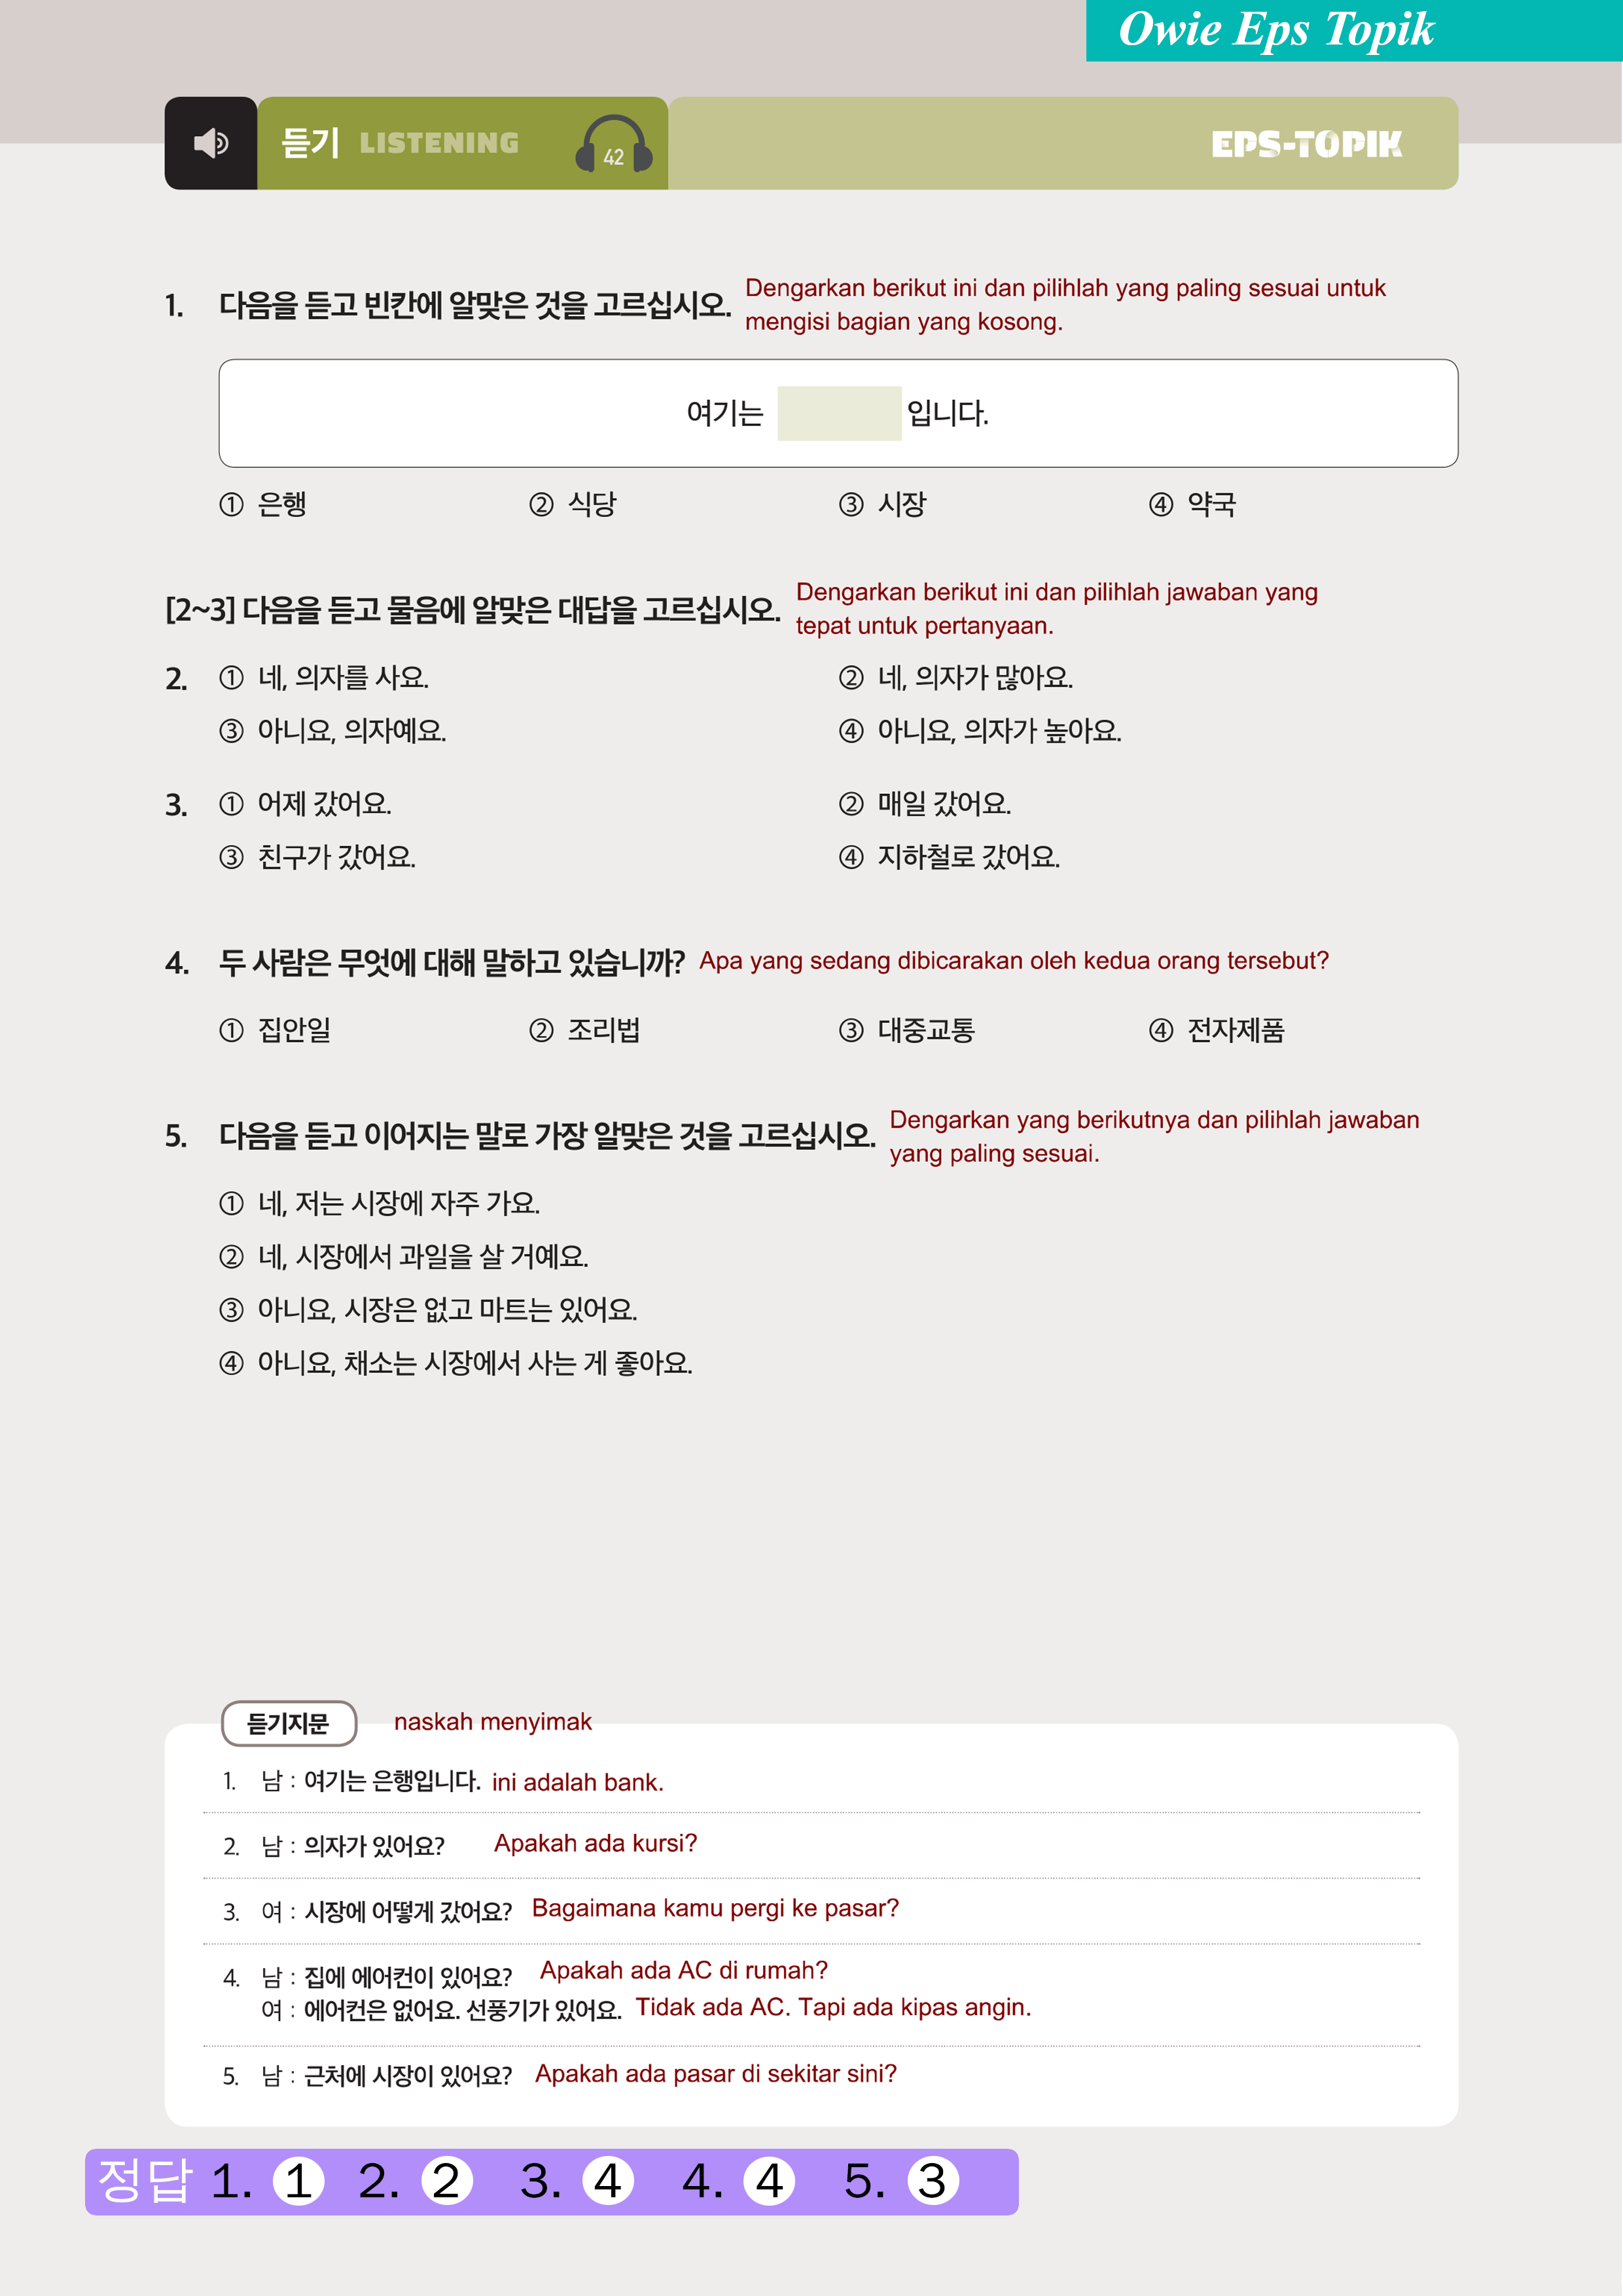 Owie Eps Topik
듣기 LISTENING 42 EPS-TOPIK
1. 다음을 듣고 빈칸에 알맞은 것을 고르십시오.
Dengarkan berikut ini dan pilihlah yang paling sesuai untuk
mengisi bagian yang kosong.
여기는 입니다.
① 은행 ② 식당 ③ 시장 ④ 약국
[2~3] 다음을 듣고 물음에 알맞은 대답을 고르십시오.
Dengarkan berikut ini dan pilihlah jawaban yang
tepat untuk pertanyaan.
2. ① 네, 의자를 사요. ② 네, 의자가 많아요.
③ 아니요, 의자예요. ④ 아니요, 의자가 높아요.
3. ① 어제 갔어요. ② 매일 갔어요.
③ 친구가 갔어요. ④ 지하철로 갔어요.
4. 두 사람은 무엇에 대해 말하고 있습니까? Apa yang sedang dibicarakan oleh kedua orang tersebut?
① 집안일 ② 조리법 ③ 대중교통 ④ 전자제품
5. 다음을 듣고 이어지는 말로 가장 알맞은 것을 고르십시오.
Dengarkan yang berikutnya dan pilihlah jawaban
yang paling sesuai.
① 네, 저는 시장에 자주 가요.
② 네, 시장에서 과일을 살 거예요.
③ 아니요, 시장은 없고 마트는 있어요.
④ 아니요, 채소는 시장에서 사는 게 좋아요.
듣기지문 naskah menyimak
1. 남 : 여기는 은행입니다. ini adalah bank.
2. 남 : 의자가 있어요? Apakah ada kursi?
3. 여 : 시장에 어떻게 갔어요? Bagaimana kamu pergi ke pasar?
4. 남 : 집에 에어컨이 있어요? Apakah ada AC di rumah?
여 : 에어컨은 없어요. 선풍기가 있어요. Tidak ada AC. Tapi ada kipas angin.
5. 남 : 근처에 시장이 있어요? Apakah ada pasar di sekitar sini?
정답 1. 1 2. 2 3. 4 4. 4 5. 3